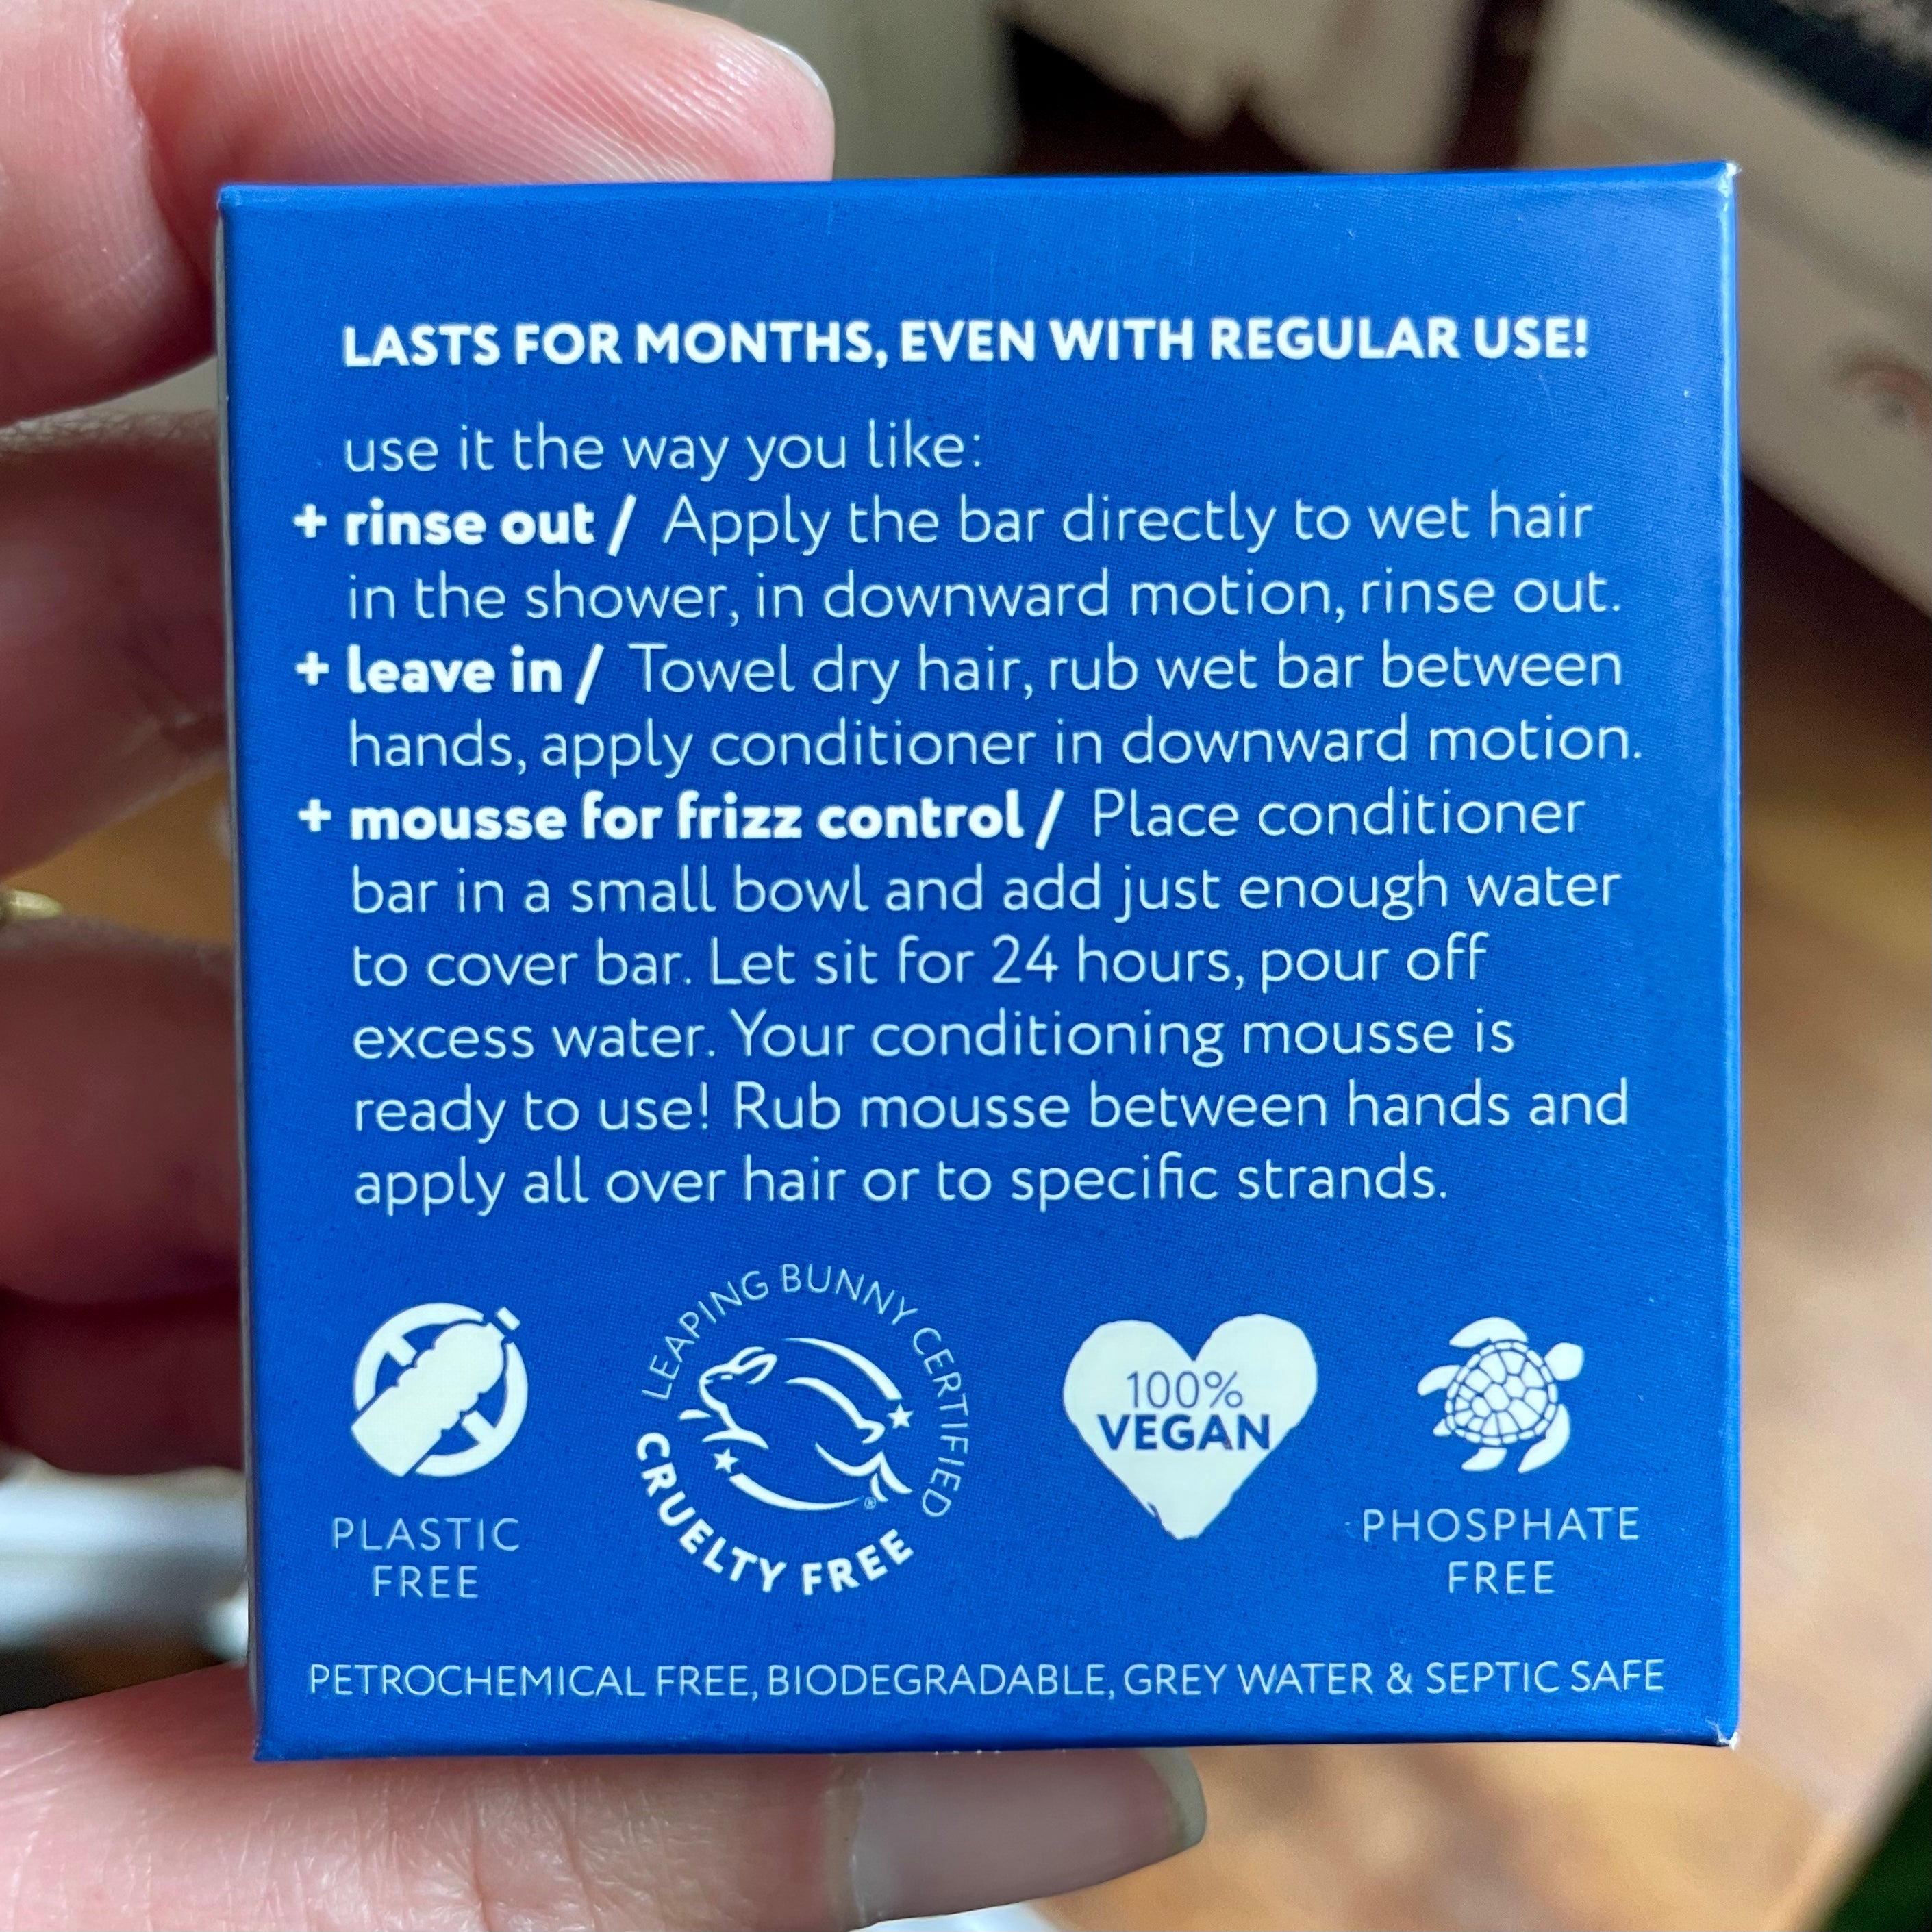 LASTS FOR MONTHS, EVEN WITH REGULAR USE!
use it the way you like:
+ rinse out / Apply the bar directly to wet hair
in the shower, in downward motion, rinse out.
+ leave in / Towel dry hair, rub wet bar between
hands, apply conditioner in downward motion.
+ mousse for frizz control / Place conditioner
bar in a small bowl and add just enough water
to cover bar. Let sit for 24 hours, pour off
excess water. Your conditioning mousse is
ready to use! Rub mousse between hands and
apply all over hair or to specific strands.
PLASTIC
FREE
LEAPING BUNNY CERTIFIED
®
CRUELTY FREE
100%
VEGAN
PHOSPHATE
FREE
PETROCHEMICAL FREE, BIODEGRADABLE, GREY WATER & SEPTIC SAFE